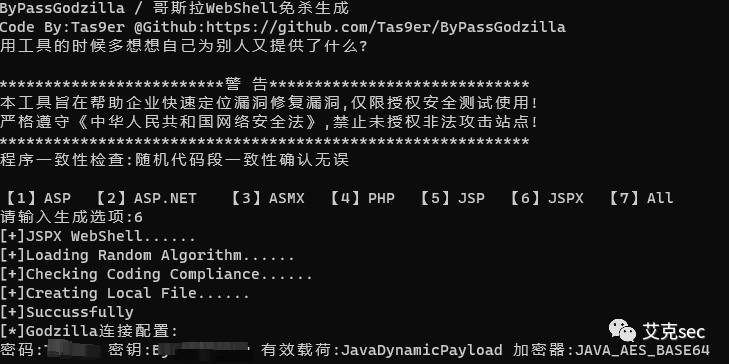 ByPassGodzilla / 哥斯拉WebShell免杀生成
Code By:Tas9er @Github:https://github.com/Tas9er/ByPassGodzilla
用工具的时候多想想自己为别人又提供了什么?
*************************警 告*****************************
本工具旨在帮助企业快速定位漏洞修复漏洞,仅限授权安全测试使用!
严格遵守《中华人民共和国网络安全法》,禁止未授权非法攻击站点!
***********************************************************
程序一致性检查:随机代码段一致性确认无误
【1】ASP 【2】ASP.NET 【3】ASMX 【4】PHP 【5】JSP 【6】JSPX 【7】All
请输入生成选项:6
[+]JSPX WebShell......
[+]Loading Random Algorithm......
[+]Checking Coding Compliance......
[+]Creating Local File......
[+]Succussfully
[*]Godzilla连接配置:
密码: 密钥: 有效载荷:JavaDynamicPayload 加密器:JAVA_AES_BASE64
艾克sec